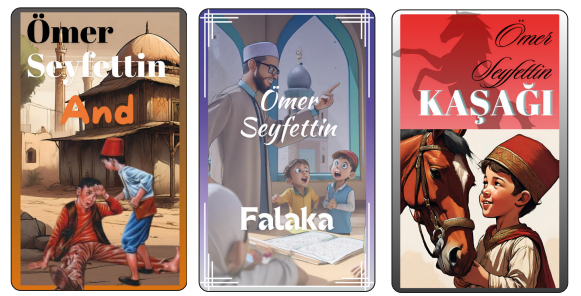 Ömer
Seyfettin
And
Ömer
Seyfettin
Falaka
Ömer
Seyfettin
KAŞAĞI